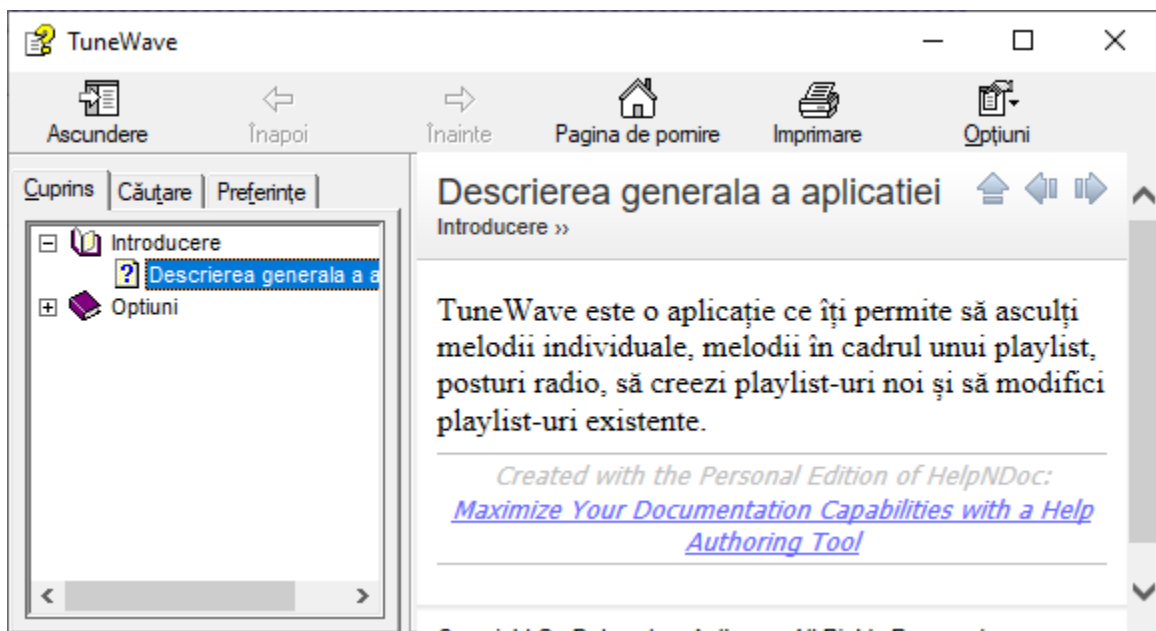 TuneWave
Ascundere
Înapoi
Înainte
Pagina de pornire
Imprimare
Opțiuni
Cuprins
Căutare
Preferințe
Introducere
Descrierea generala a a
Optiuni
Descrierea generala a aplicatiei
Introducere ››
TuneWave este o aplicație ce îți permite să asculți
melodii individuale, melodii în cadrul unui playlist,
posturi radio, să creezi playlist-uri noi și să modifici
playlist-uri existente.
Created with the Personal Edition of HelpNDoc:
Maximize Your Documentation Capabilities with a Help
Authoring Tool